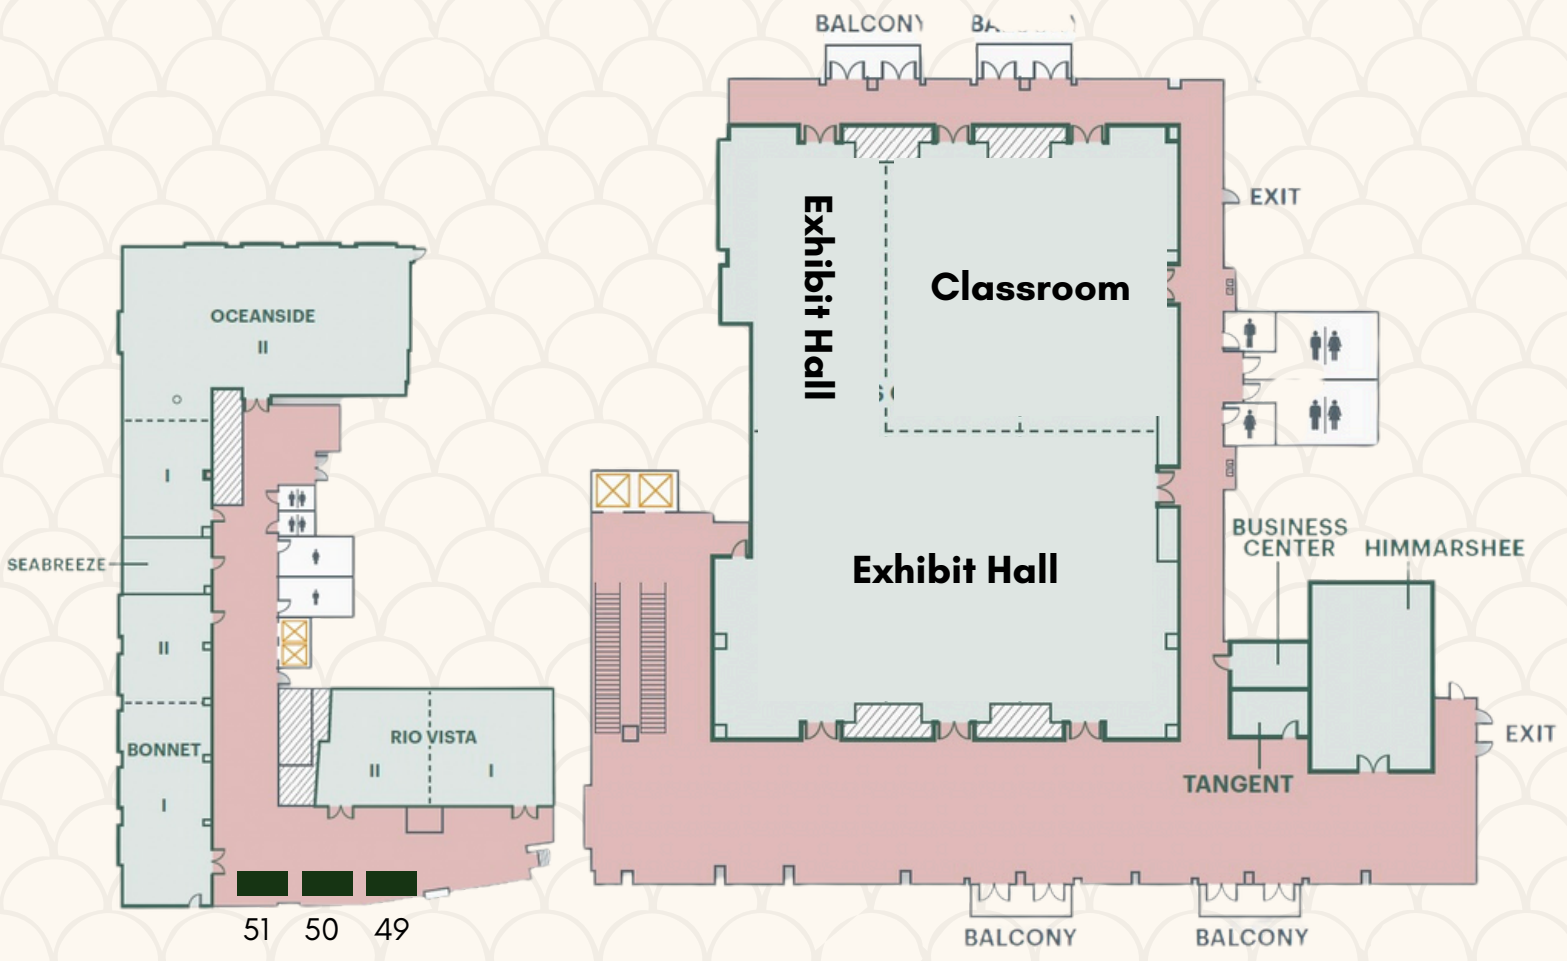 BALCONY
EXIT
Exhibit Hall
Classroom
OCEANSIDE
II
I
SEABREEZE
II
BONNET
I
RIO VISTA
II
I
51
50
49
Exhibit Hall
BUSINESS
CENTER
HIMMARSHEE
TANGENT
EXIT
BALCONY
BALCONY